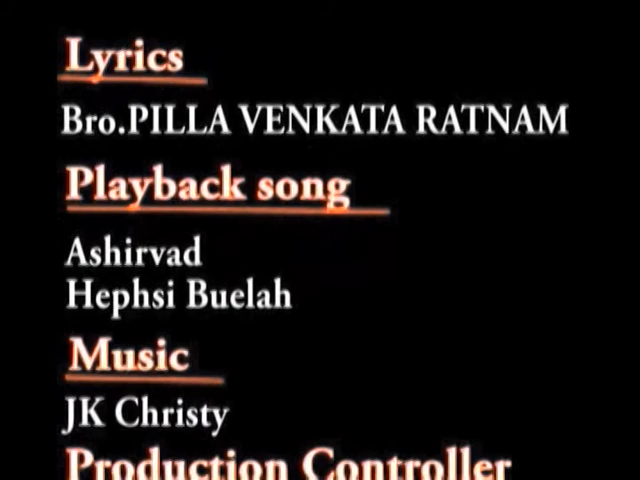 Lyrics
Bro.PILLA VENKATA RATNAM
Playback song
Ashirvad
Hephsi Buelah
Music
JK Christy
Production Controller